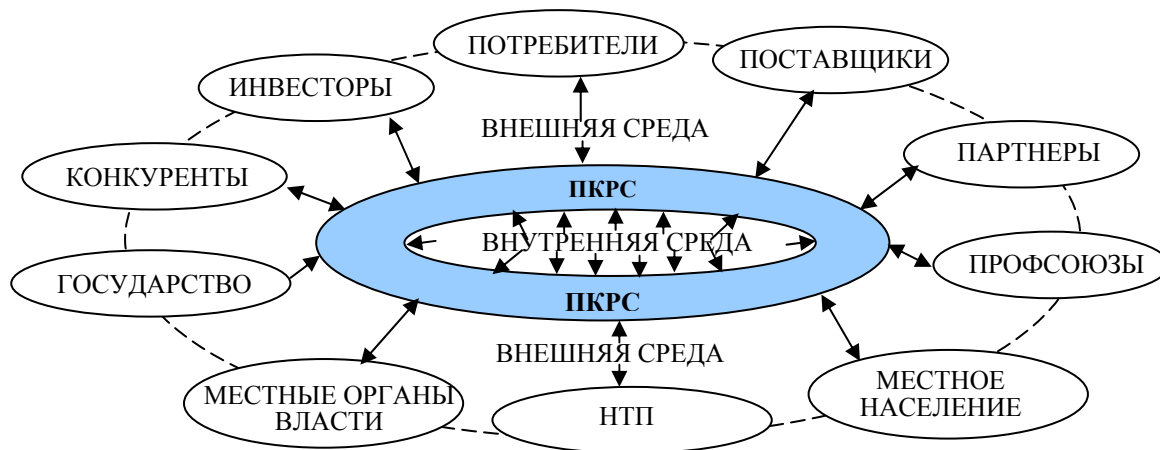 ПОТРЕБИТЕЛИ
ПОСТАВЩИКИ
ИНВЕСТОРЫ
ВНЕШНЯЯ СРЕДА
ПАРТНЕРЫ
КОНКУРЕНТЫ
ПКРС
ВНУТРЕННЯЯ СРЕДА
ПРОФСОЮЗЫ
ГОСУДАРСТВО
ПКРС
ВНЕШНЯЯ СРЕДА
МЕСТНЫЕ ОРГАНЫ
ВЛАСТИ
НТП
МЕСТНОЕ
НАСЕЛЕНИЕ